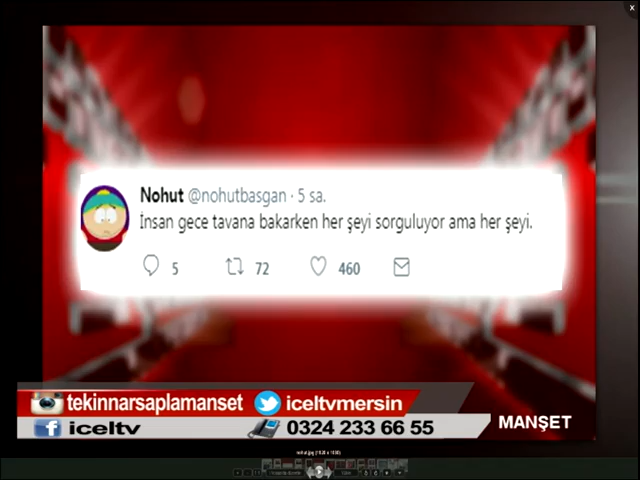 Nohut @nohutbasgan · 5 sa.
İnsan gece tavana bakarken her şeyi sorguluyor ama her şeyi.
5 72 460
tekinnarsaplamanset iceltvmersin
iceltv 0324 233 66 55
MANŞET